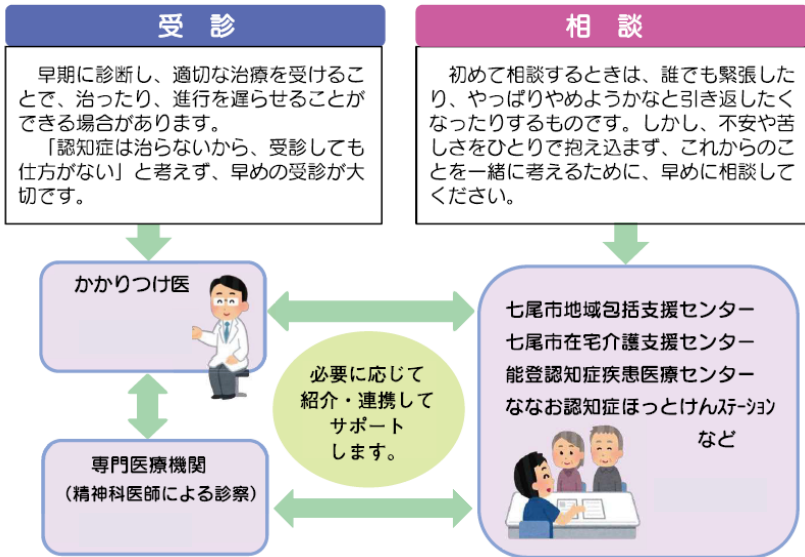 受 診
早期に診断し、適切な治療を受けるこ
とで、治ったり、進行を遅らせることが
できる場合があります。
「認知症は治らないから、受診しても
仕方がない」と考えず、早めの受診が大
切です。
相 談
初めて相談するときは、誰でも緊張した
り、やっぱりやめようかなと引き返したく
なったりするものです。しかし、不安や苦
しさをひとりで抱え込まず、これからのこ
とを一緒に考えるために、早めに相談して
ください。
かかりつけ医
専門医療機関
(精神科医師による診察)
必要に応じて
紹介・連携して
サポート
します。
七尾市地域包括支援センター
七尾市在宅介護支援センター
能登認知症疾患医療センター
ななお認知症ほっとけんｽﾃｰｼｮﾝ
など